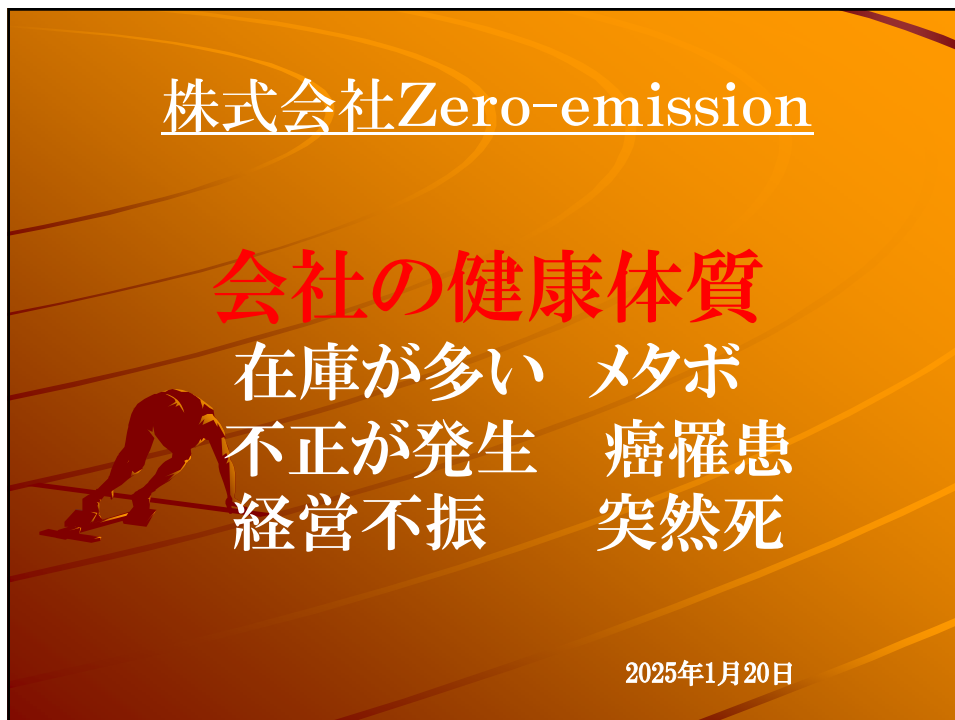 株式会社Zero-emission
会社の健康体質
在庫が多い　メタボ
不正が発生　癌罹患
経営不振　　突然死
2025年1月20日